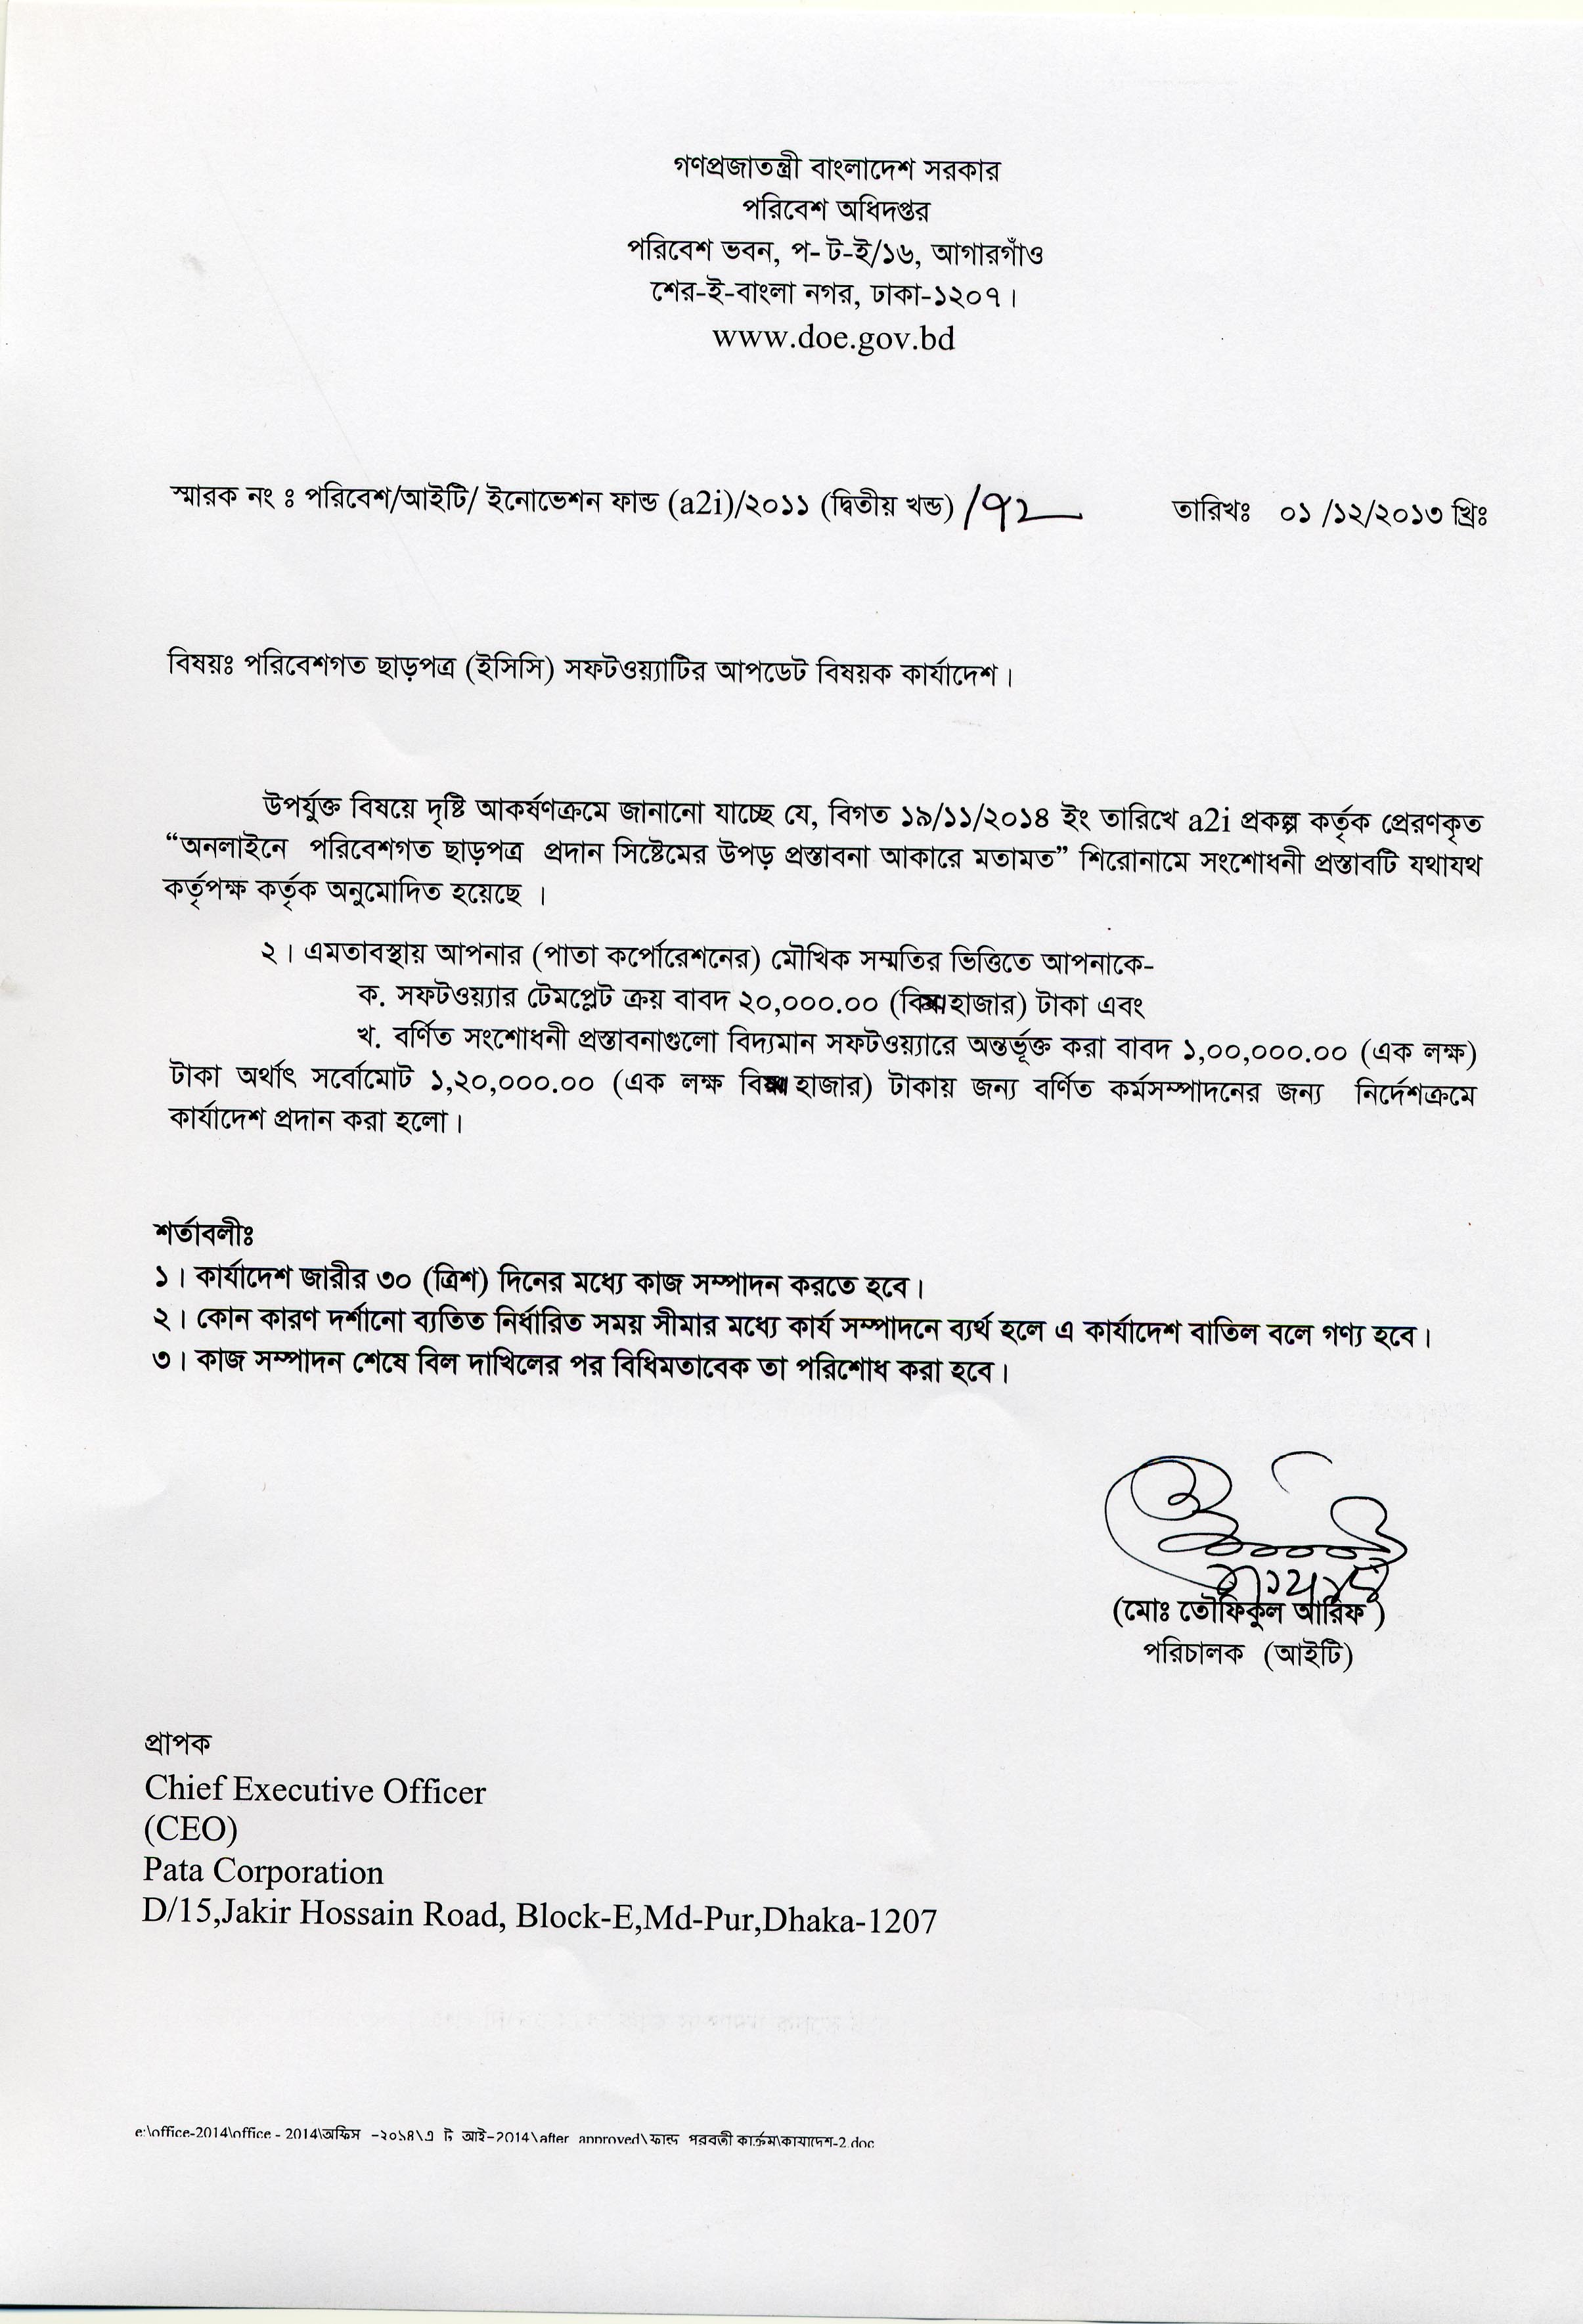 গণপ্রজাতন্ত্রী বাংলাদেশ সরকার
পরিবেশ অধিদপ্তর
পরিবেশ ভবন, প- ট-ই/১৬, আগারগাঁও
শের-ই-বাংলা নগর, ঢাকা-১২০৭।
www.doe.gov.bd
স্মারক নং ঃ পরিবেশ/আইটি/ ইনোভেশন ফান্ড (a2i)/২০১১ (দ্বিতীয় খন্ড) /৭২ তারিখঃ ০১ /১২/২০১৩ খ্রিঃ
বিষয়ঃ পরিবেশগত ছাড়পত্র (ইসিসি) সফটওয়্যাটির আপডেট বিষয়ক কার্যাদেশ।
উপর্যুক্ত বিষয়ে দৃষ্টি আকর্ষণক্রমে জানানো যাচ্ছে যে, বিগত ১৯/১১/২০১৪ ইং তারিখে a2i প্রকল্প কর্তৃক প্রেরণকৃত
“অনলাইনে পরিবেশগত ছাড়পত্র প্রদান সিষ্টেমের উপড় প্রস্তাবনা আকারে মতামত” শিরোনামে সংশোধনী প্রস্তাবটি যথাযথ
কর্তৃপক্ষ কর্তৃক অনুমোদিত হয়েছে ।
২। এমতাবস্থায় আপনার (পাতা কর্পোরেশনের) মৌখিক সম্মতির ভিত্তিতে আপনাকে-
ক. সফটওয়্যার টেমপ্লেট ক্রয় বাবদ ২০,০০০.০০ (বিশ হাজার) টাকা এবং
খ. বর্ণিত সংশোধনী প্রস্তাবনাগুলো বিদ্যমান সফটওয়্যারে অন্তর্ভূক্ত করা বাবদ ১,০০,০০০.০০ (এক লক্ষ)
টাকা অর্থাৎ সর্বোমোট ১,২০,০০০.০০ (এক লক্ষ বিশ হাজার) টাকায় জন্য বর্ণিত কর্মসম্পাদনের জন্য নির্দেশক্রমে
কার্যাদেশ প্রদান করা হলো।
শর্তাবলীঃ
১। কার্যাদেশ জারীর ৩০ (ত্রিশ) দিনের মধ্যে কাজ সম্পাদন করতে হবে।
২। কোন কারণ দর্শানো ব্যতিত নির্ধারিত সময় সীমার মধ্যে কার্য সম্পাদনে ব্যর্থ হলে এ কার্যাদেশ বাতিল বলে গণ্য হবে।
৩। কাজ সম্পাদন শেষে বিল দাখিলের পর বিধিমতাবেক তা পরিশোধ করা হবে।
(মোঃ তৌফিকুল আরিফ )
পরিচালক (আইটি)
প্রাপক
Chief Executive Officer
(CEO)
Pata Corporation
D/15,Jakir Hossain Road, Block-E,Md-Pur,Dhaka-1207
e:\office-2014\office - 2014\অফিস -২০১৪\এ ট আই-2014\after approved\ফান্ড পরবর্তী কার্ক্রম\কাযাদেশ-2.doc